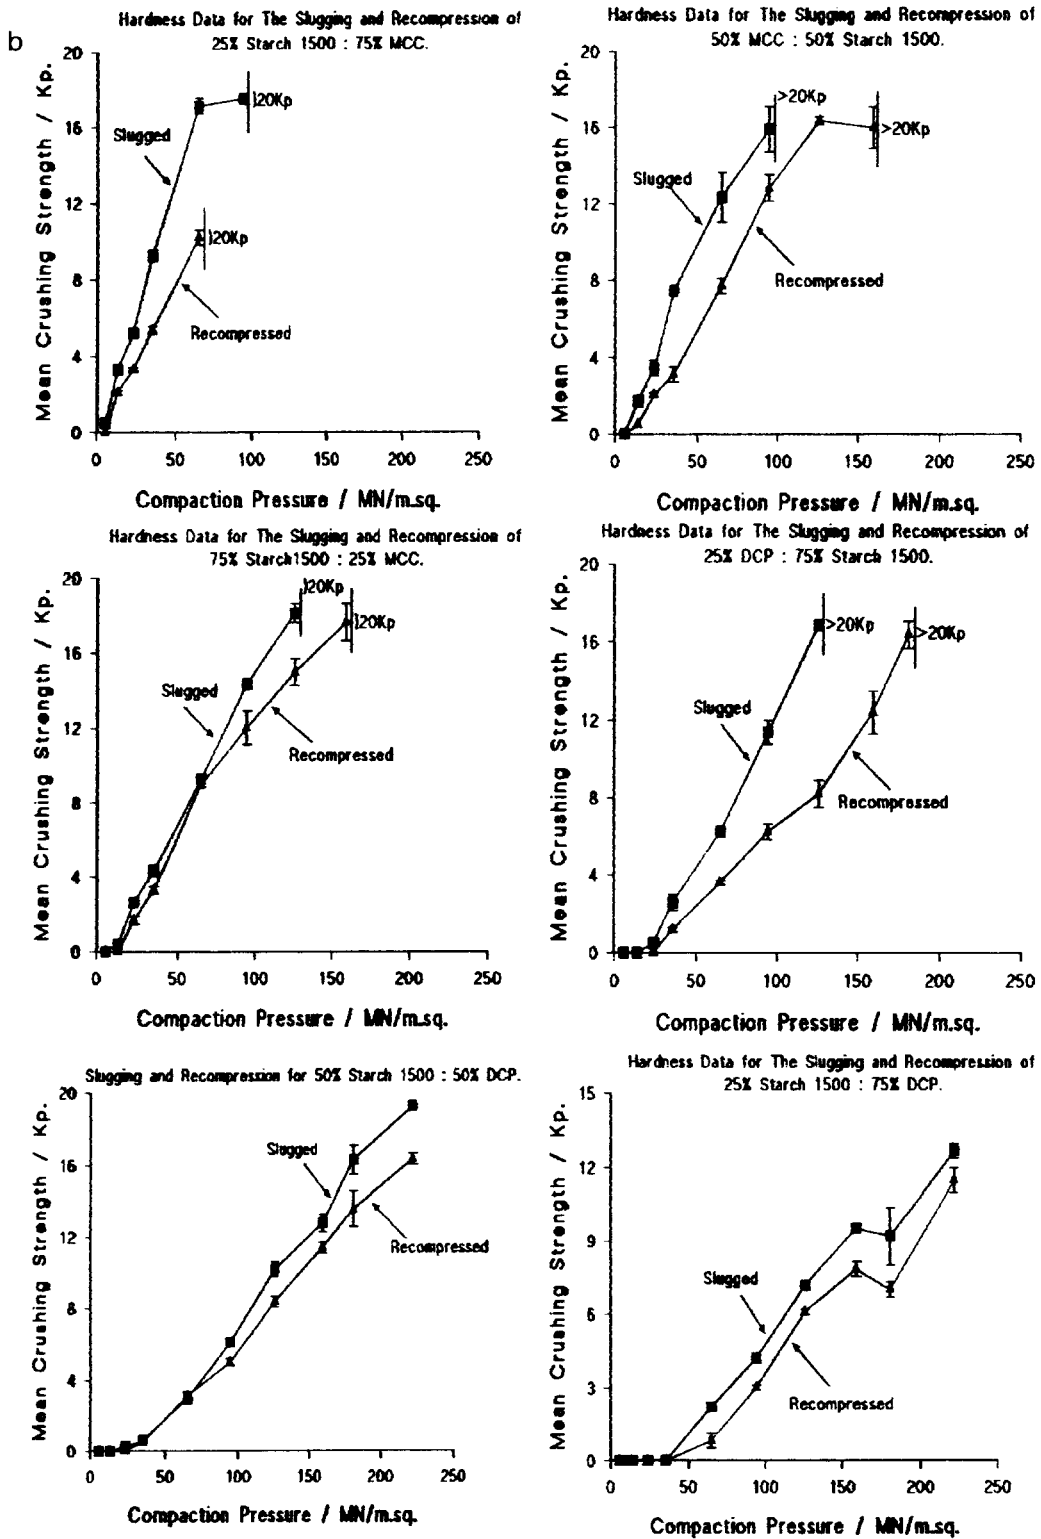 b
Hardness Data for The Slugging and Recompression of
25% Starch 1500 : 75% MCC.
Mean Crushing Strength / Kp.
20
16
12
8
4
0
Slugged
}20Kp
}20Kp
Recompressed
0 50 100 150 200 250
Compaction Pressure / MN/m.sq.
Hardness Data for The Slugging and Recompression of
50% MCC : 50% Starch 1500.
Mean Crushing Strength / Kp.
20
16
12
8
4
0
>20Kp
>20Kp
Slugged
Recompressed
0 50 100 150 200 250
Compaction Pressure / MN/m.sq.
Hardness Data for The Slugging and Recompression of
75% Starch1500 : 25% MCC.
Mean Crushing Strength / Kp.
20
16
12
8
4
0
}20Kp
}20Kp
Slugged
Recompressed
0 50 100 150 200 250
Compaction Pressure / MN/m.sq.
Hardness Data for The Slugging and Recompression of
25% DCP : 75% Starch 1500.
Mean Crushing Strength / Kp.
20
16
12
8
4
0
>20Kp
>20Kp
Slugged
Recompressed
0 50 100 150 200 250
Compaction Pressure / MN/m.sq.
Slugging and Recompression for 50% Starch 1500 : 50% DCP.
Mean Crushing Strength / Kp.
20
16
12
8
4
0
Slugged
Recompressed
0 50 100 150 200 250
Compaction Pressure / MN/m.sq.
Hardness Data for The Slugging and Recompression of
25% Starch 1500 : 75% DCP.
Mean Crushing Strength / Kp.
15
12
9
6
3
0
Slugged
Recompressed
0 50 100 150 200 250
Compaction Pressure / MN/m.sq.